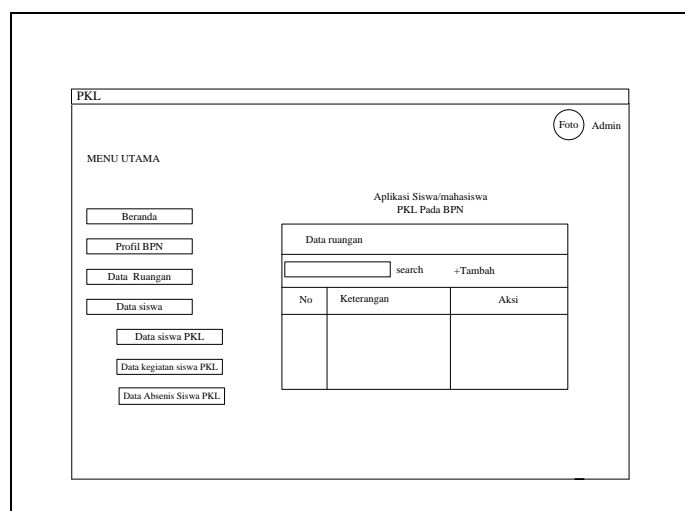 PKL
Foto Admin
MENU UTAMA
Aplikasi Siswa/mahasiswa
PKL Pada BPN
Beranda
Profil BPN
Data Ruangan
Data siswa
Data siswa PKL
Data kegiatan siswa PKL
Data Absenis Siswa PKL
Data ruangan
search +Tambah
No Keterangan Aksi